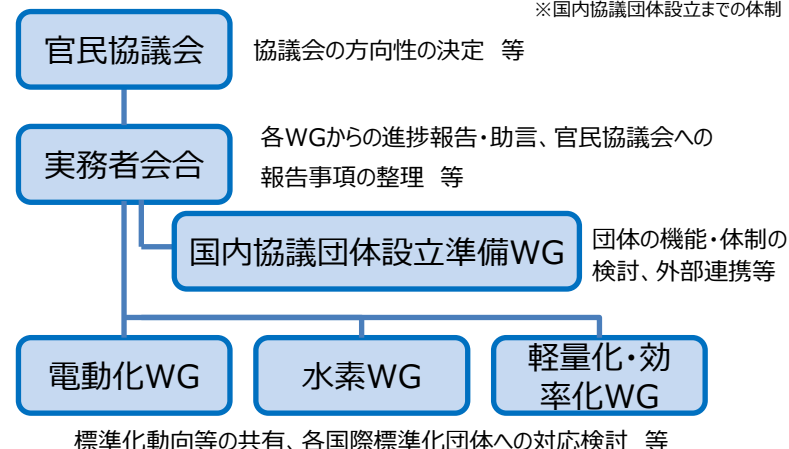 ※国内協議団体設立までの体制
官民協議会
協議会の方向性の決定 等
実務者会合
各WGからの進捗報告・助言、官民協議会への
報告事項の整理 等
国内協議団体設立準備WG
団体の機能・体制の
検討、外部連携等
電動化WG
水素WG
軽量化・効
率化WG
標準化動向等の共有、各国際標準化団体への対応検討 等